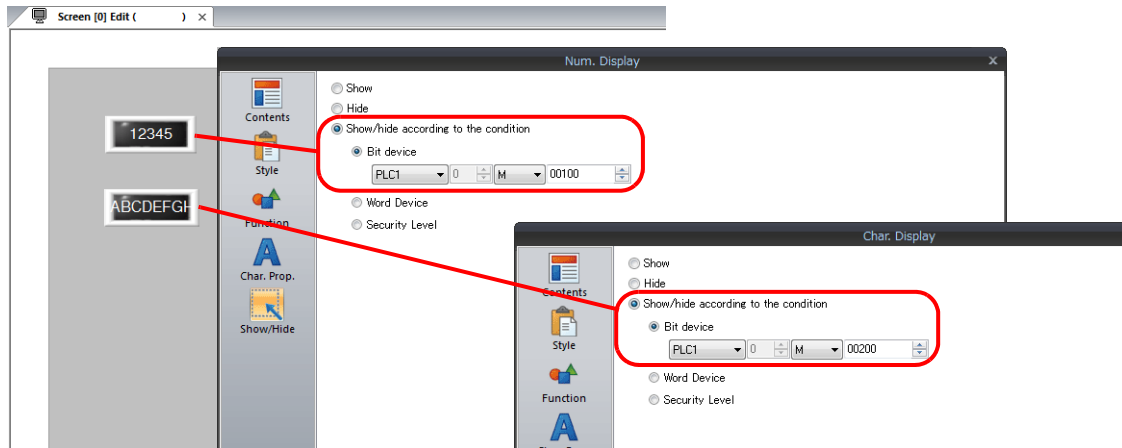 Screen [0] Edit ( ) ×
Num. Display x
Contents
Style
Function
Char. Prop.
Show/Hide
Show
Hide
Show/hide according to the condition
Bit device
PLC1 0 M 00100
Word Device
Security Level
12345
ABCDEFGH
Char. Display
Contents
Style
Function
Show
Hide
Show/hide according to the condition
Bit device
PLC1 0 M 00200
Word Device
Security Level